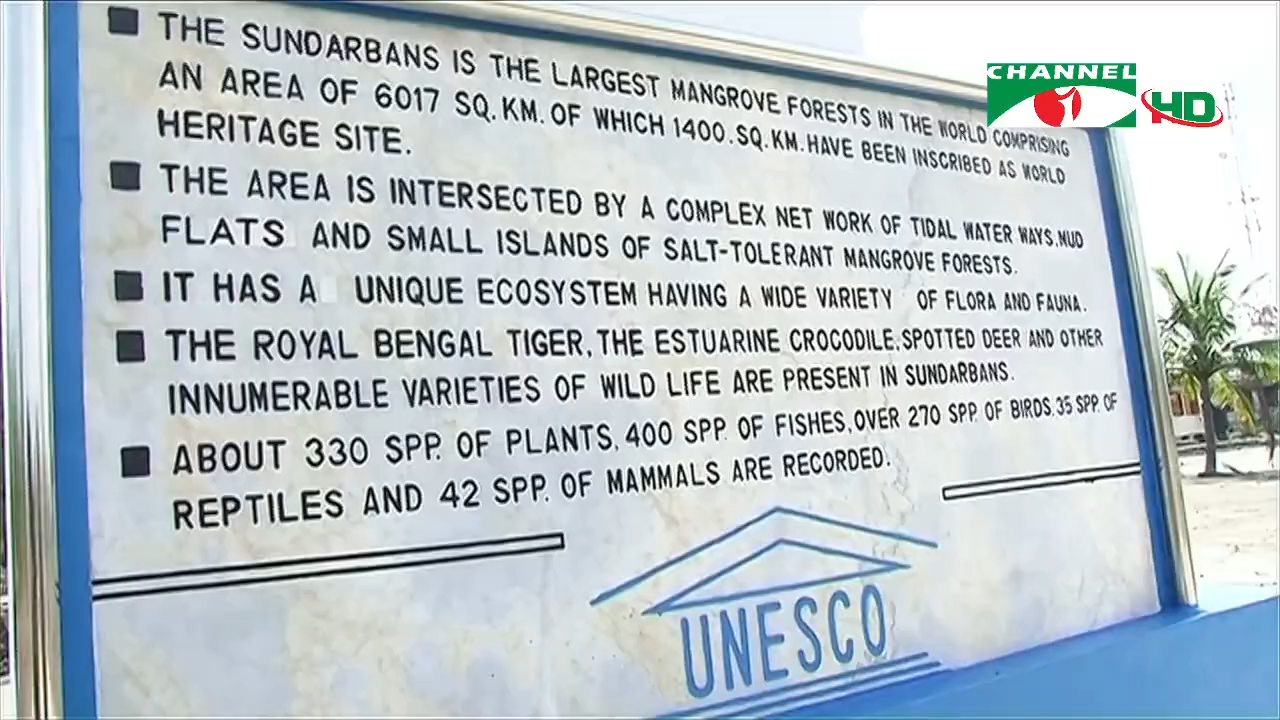 CHANNEL i HD
■ THE SUNDARBANS IS THE LARGEST MANGROVE FORESTS IN THE WORLD COMPRISING
AN AREA OF 6017 SQ. KM. OF WHICH 1400. SQ. KM. HAVE BEEN INSCRIBED AS WORLD
HERITAGE SITE.
■ THE AREA IS INTERSECTED BY A COMPLEX NET WORK OF TIDAL WATER WAYS, MUD
FLATS AND SMALL ISLANDS OF SALT-TOLERANT MANGROVE FORESTS.
■ IT HAS A UNIQUE ECOSYSTEM HAVING A WIDE VARIETY OF FLORA AND FAUNA.
■ THE ROYAL BENGAL TIGER, THE ESTUARINE CROCODILE, SPOTTED DEER AND OTHER
INNUMERABLE VARIETIES OF WILD LIFE ARE PRESENT IN SUNDARBANS.
■ ABOUT 330 SPP. OF PLANTS, 400 SPP. OF FISHES, OVER 270 SPP. OF BIRDS, 35 SPP. OF
REPTILES AND 42 SPP. OF MAMMALS ARE RECORDED.
UNESCO